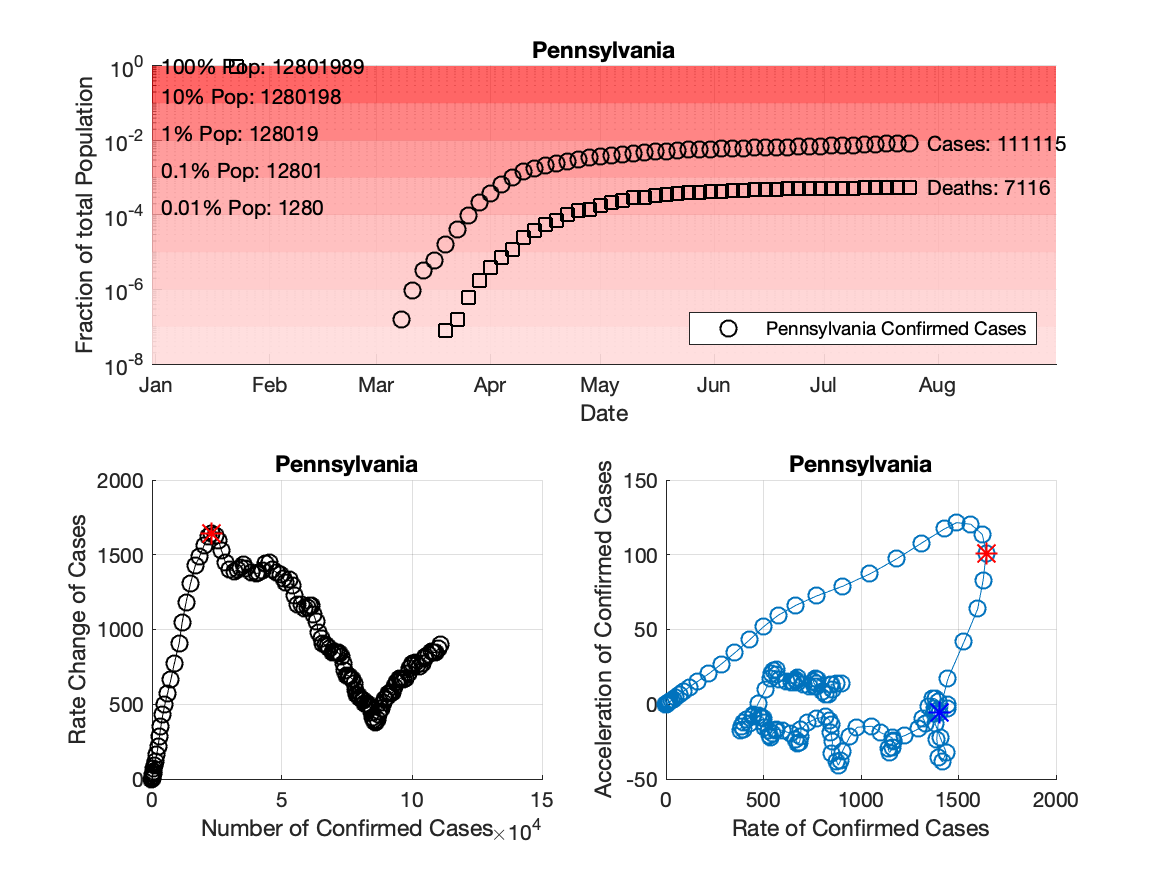 Pennsylvania
Fraction of total Population
10^0
10^-2
10^-4
10^-6
10^-8
100% Pop: 12801989
10% Pop: 1280198
1% Pop: 128019
0.1% Pop: 12801
0.01% Pop: 1280
Cases: 111115
Deaths: 7116
Pennsylvania Confirmed Cases
Jan Feb Mar Apr May Jun Jul Aug
Date
Pennsylvania
Rate Change of Cases
2000
1500
1000
500
0
0 5 10 15
Number of Confirmed Cases ×10^4
Pennsylvania
Acceleration of Confirmed Cases
150
100
50
0
-50
0 500 1000 1500 2000
Rate of Confirmed Cases